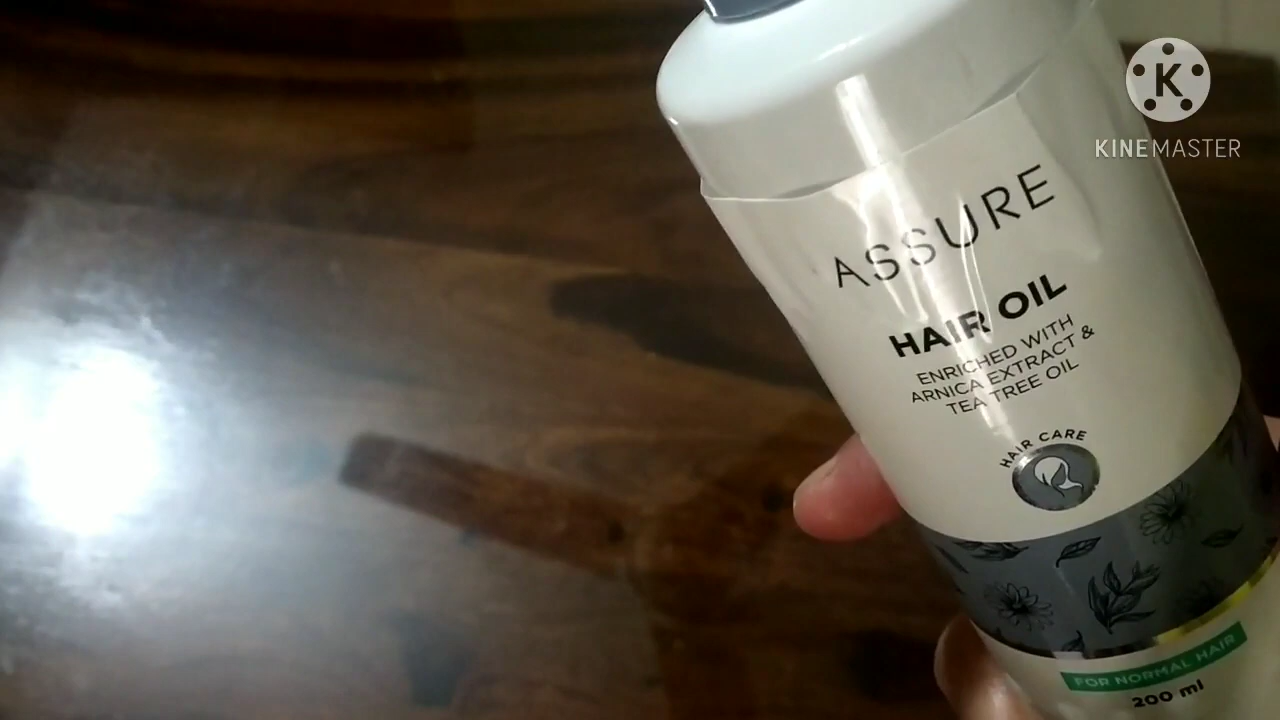 K
KINEMASTER
ASSURE
HAIR OIL
ENRICHED WITH
ARNICA EXTRACT &
TEA TREE OIL
HAIR CARE
FOR NORMAL HAIR
200 ml